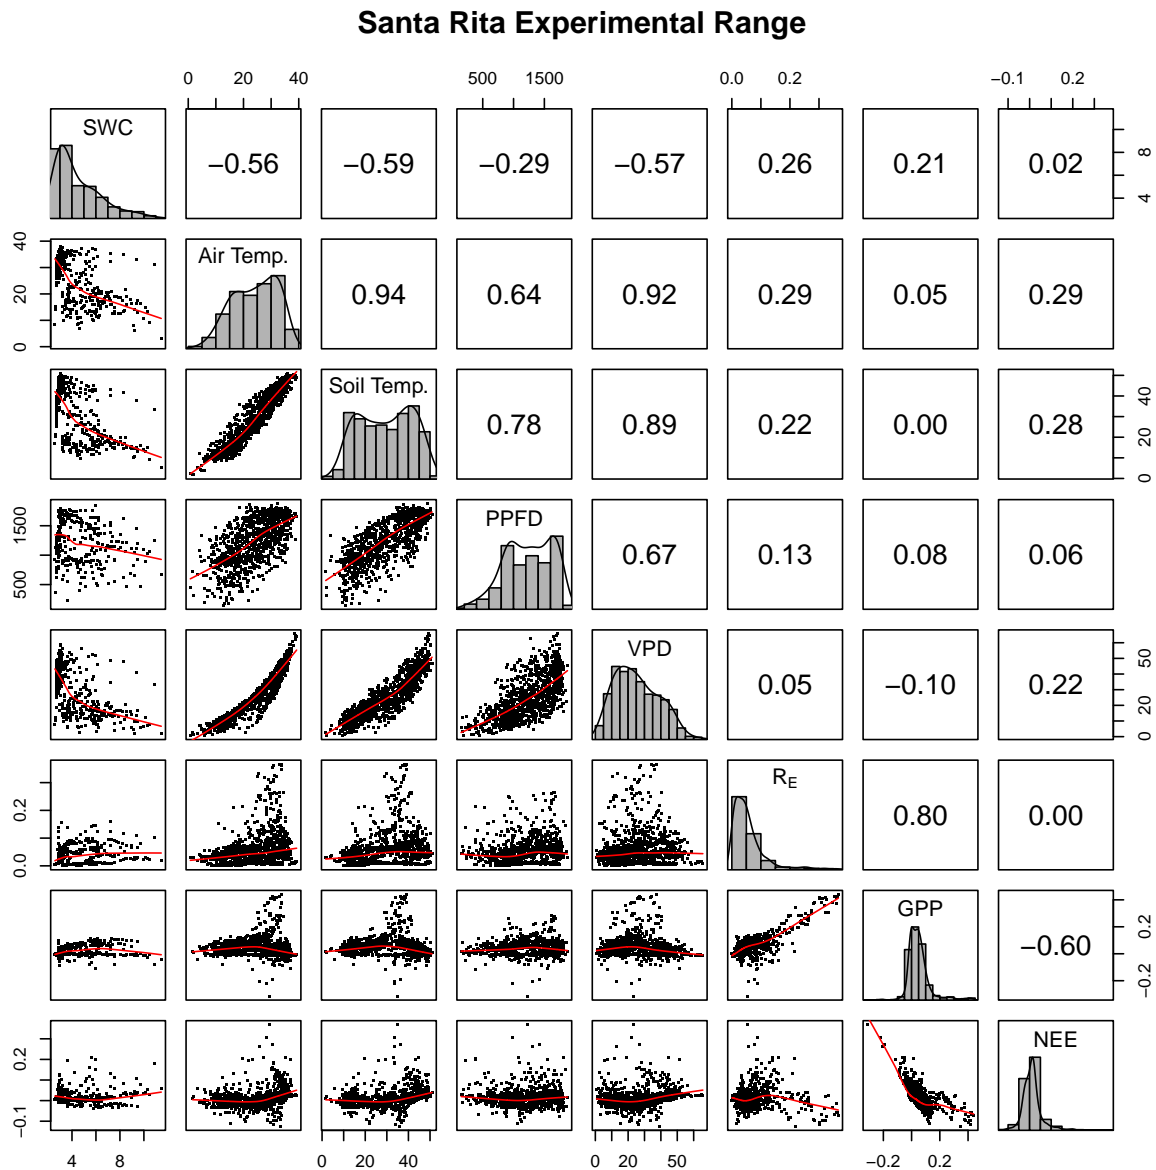 Santa Rita Experimental Range
0 20 40 500 1500 0.0 0.2 −0.1 0.2
SWC −0.56 −0.59 −0.29 −0.57 0.26 0.21 0.02 4 8
0 20 40 Air Temp. 0.94 0.64 0.92 0.29 0.05 0.29
Soil Temp. 0.78 0.89 0.22 0.00 0.28 0 20 40
500 1500 PPFD 0.67 0.13 0.08 0.06
VPD 0.05 −0.10 0.22 0 20 50
0.0 0.2 RE 0.80 0.00
GPP −0.60 −0.2 0.2
−0.1 0.2 NEE
4 8 0 20 40 0 20 50 −0.2 0.2